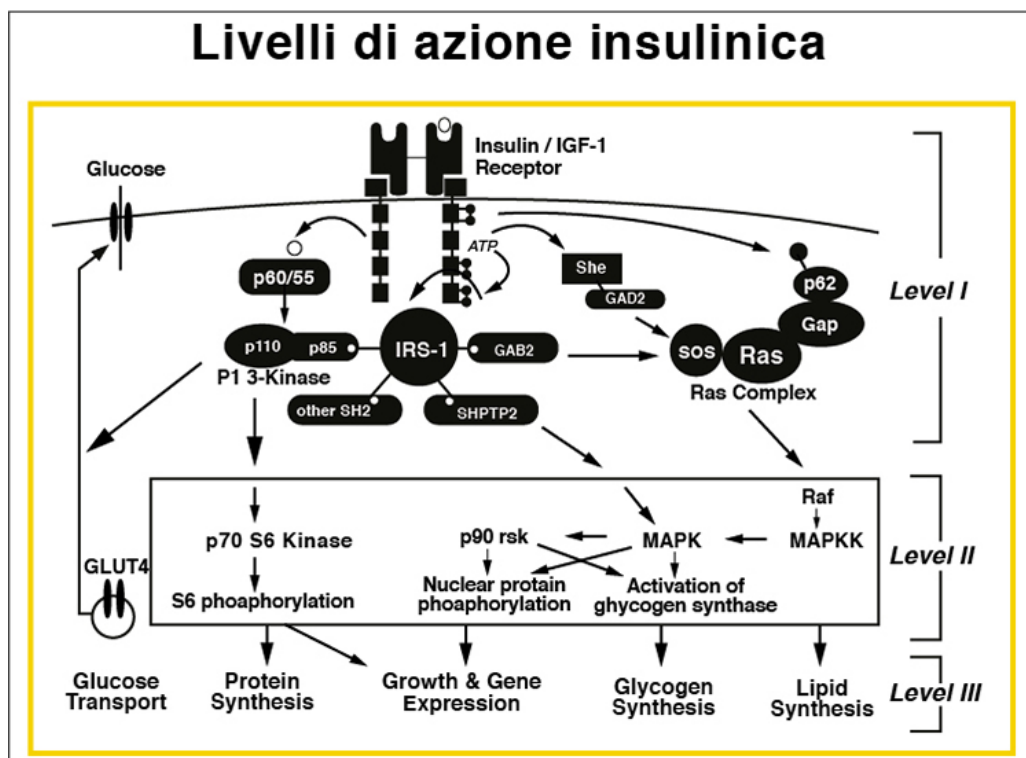 Livelli di azione insulinica
Insulin / IGF-1
Receptor
Glucose
ATP
p60/55
She
GAD2
p62
Gap
Level I
p110
p85
IRS-1
GAB2
SOS
Ras
P1 3-Kinase
Ras Complex
other SH2
SHPTP2
Raf
p70 S6 Kinase
p90 rsk
MAPK
MAPKK
Level II
GLUT4
S6 phoaphorylation
Nuclear protein
phoaphorylation
Activation of
ghycogen synthase
Glucose
Transport
Protein
Synthesis
Growth & Gene
Expression
Glycogen
Synthesis
Lipid
Synthesis
Level III